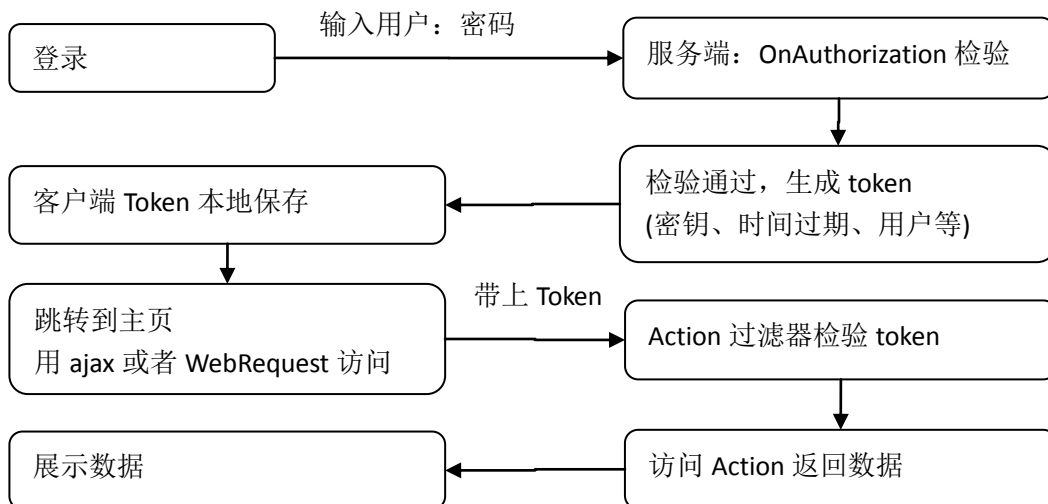 登录
输入用户：密码
服务端：OnAuthorization 检验
检验通过，生成 token
(密钥、时间过期、用户等)
客户端 Token 本地保存
跳转到主页
用 ajax 或者 WebRequest 访问
带上 Token
Action 过滤器检验 token
访问 Action 返回数据
展示数据